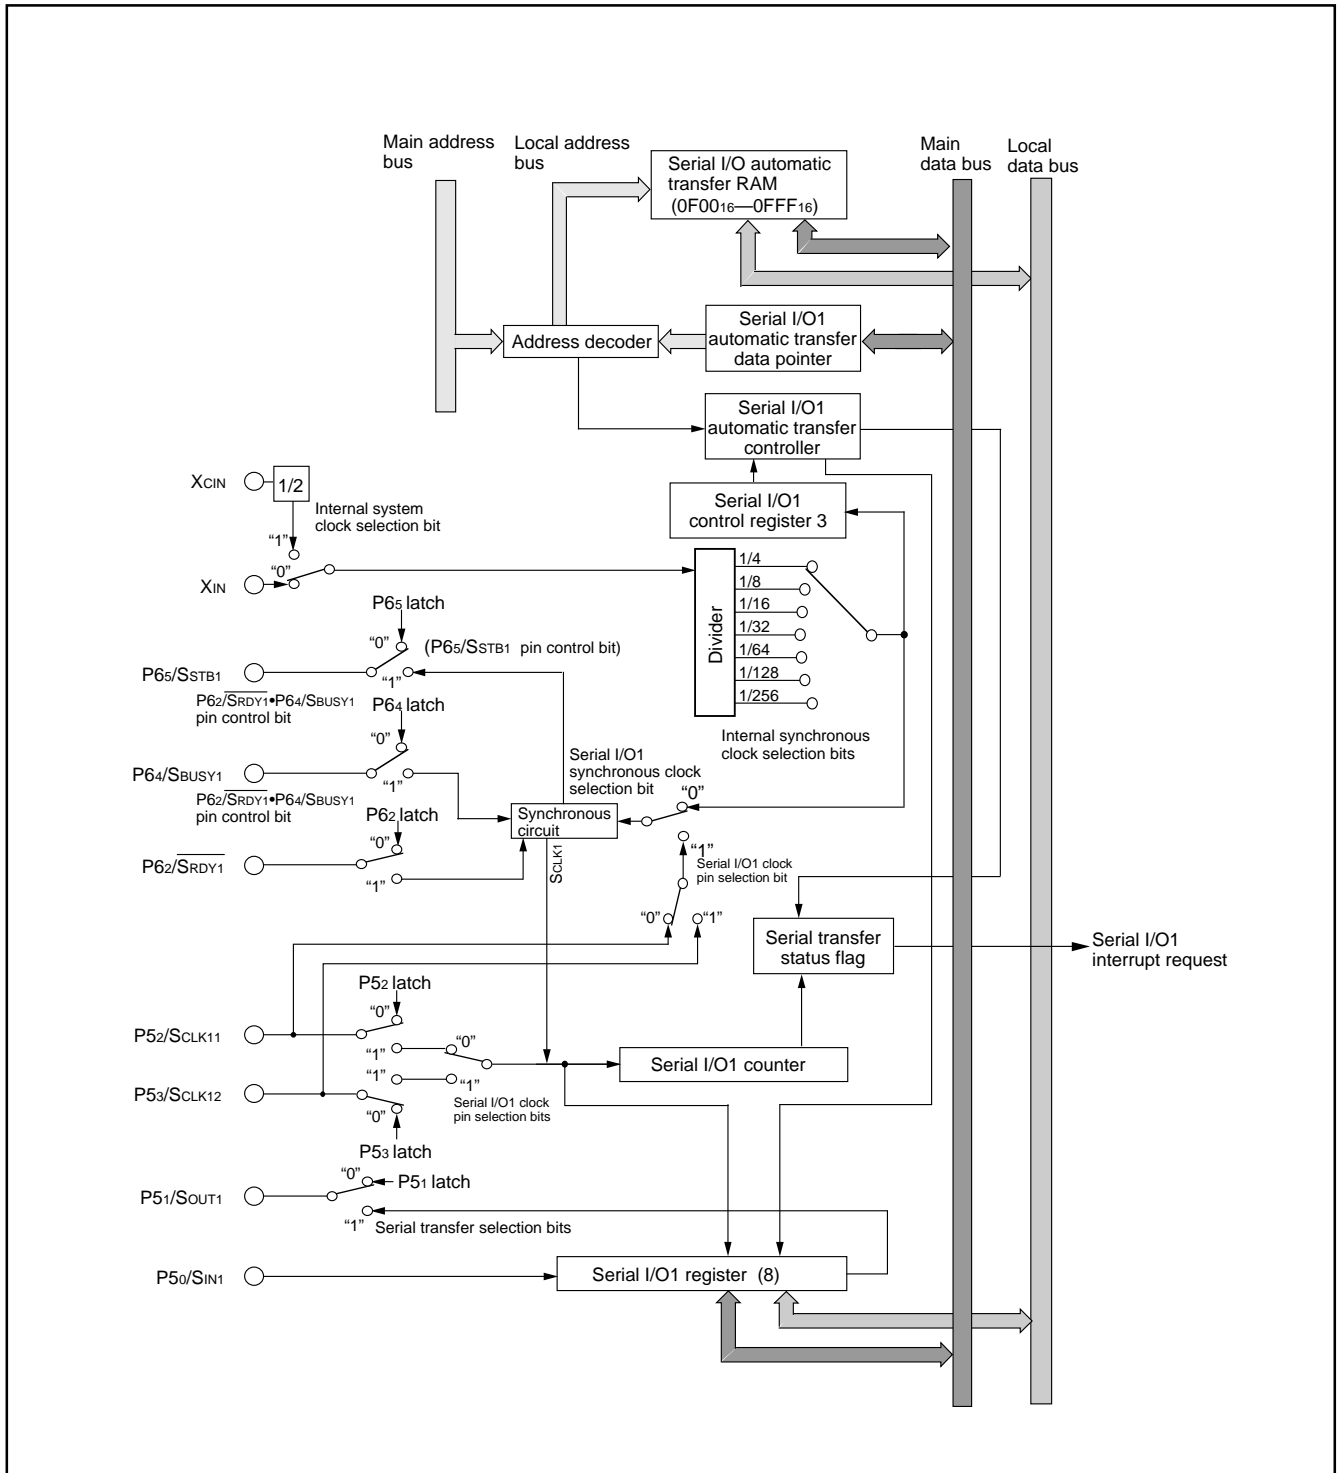 Main address
bus
Local address
bus
Serial I/O automatic
transfer RAM
(0F0016—0FFF16)
Main
data bus
Local
data bus
Address decoder
Serial I/O1
automatic transfer
data pointer
Serial I/O1
automatic transfer
controller
XCIN
1/2
Internal system
clock selection bit
Serial I/O1
control register 3
“1”
“0”
XIN
Divider
1/4
1/8
1/16
1/32
1/64
1/128
1/256
Internal synchronous
clock selection bits
P65 latch
“0”
(P65/SSTB1 pin control bit)
P65/SSTB1
“1”
P62/SRDY1•P64/SBUSY1
pin control bit
P64 latch
“0”
P64/SBUSY1
“1”
Serial I/O1
synchronous clock
selection bit
“0”
P62/SRDY1•P64/SBUSY1
pin control bit
P62 latch
“0”
Synchronous
circuit
“1”
Serial I/O1 clock
pin selection bit
P62/SRDY1
“1”
SCLK1
“0”
“1”
Serial transfer
status flag
Serial I/O1
interrupt request
P52 latch
“0”
P52/SCLK11
“1”
“0”
Serial I/O1 counter
P53/SCLK12
“1”
“1”
“0”
Serial I/O1 clock
pin selection bits
P53 latch
“0”
P51 latch
P51/SOUT1
“1”
Serial transfer selection bits
P50/SIN1
Serial I/O1 register (8)